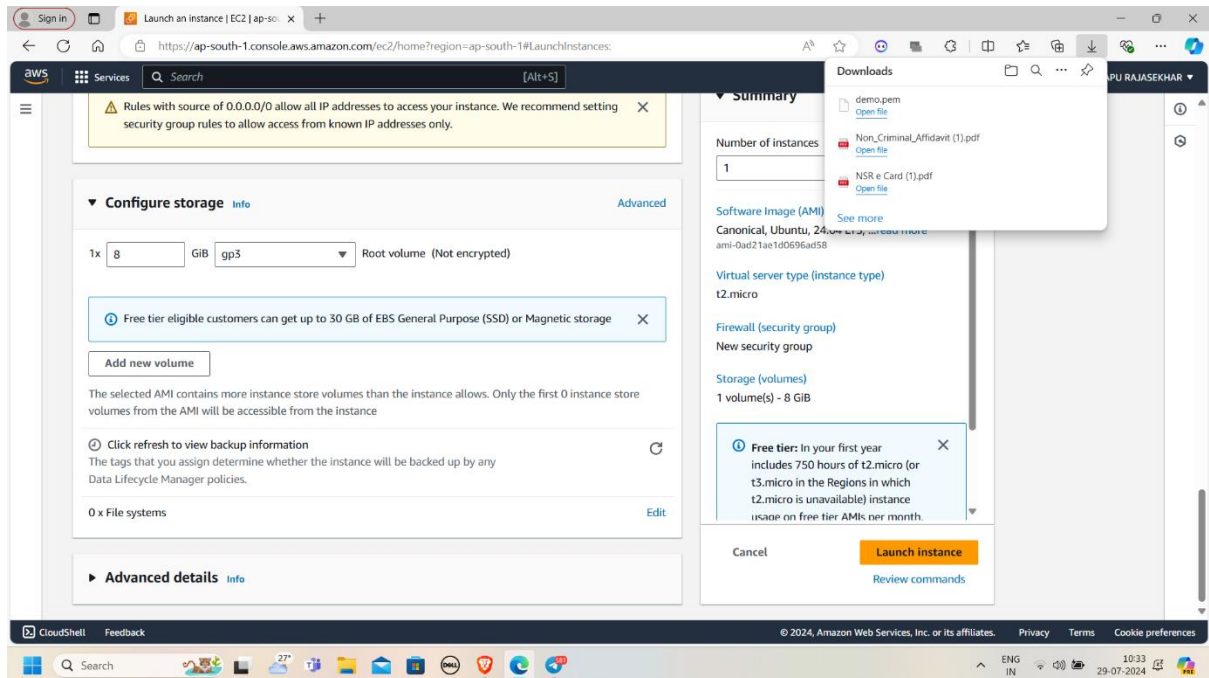 Sign in
Launch an instance | EC2 | ap-so
https://ap-south-1.console.aws.amazon.com/ec2/home?region=ap-south-1#LaunchInstances:
aws
Services
Search
[Alt+S]
APU RAJASEKHAR
Downloads
demo.pem
Open file
Non_Criminal_Affidavit (1).pdf
Open file
NSR e Card (1).pdf
Open file
See more
Rules with source of 0.0.0.0/0 allow all IP addresses to access your instance. We recommend setting
security group rules to allow access from known IP addresses only.
Configure storage Info
Advanced
1x 8 GiB gp3 Root volume (Not encrypted)
Free tier eligible customers can get up to 30 GB of EBS General Purpose (SSD) or Magnetic storage
Add new volume
The selected AMI contains more instance store volumes than the instance allows. Only the first 0 instance store
volumes from the AMI will be accessible from the instance
Click refresh to view backup information
The tags that you assign determine whether the instance will be backed up by any
Data Lifecycle Manager policies.
0 x File systems
Edit
Advanced details Info
Summary
Number of instances
1
Software Image (AMI)
Canonical, Ubuntu, 24.04 LTS, ...read more
ami-0ad21ae1d0696ad58
Virtual server type (instance type)
t2.micro
Firewall (security group)
New security group
Storage (volumes)
1 volume(s) - 8 GiB
Free tier: In your first year
includes 750 hours of t2.micro (or
t3.micro in the Regions in which
t2.micro is unavailable) instance
usage on free tier AMIs per month,
Cancel
Launch instance
Review commands
CloudShell
Feedback
© 2024, Amazon Web Services, Inc. or its affiliates.
Privacy
Terms
Cookie preferences
Search
27°
DELL
ENG
IN
10:33
29-07-2024
PRE